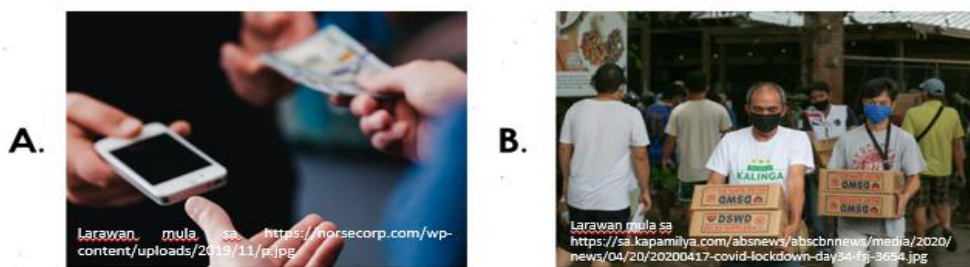 A.
Larawan mula sa https://norsecorp.com/wp-
content/uploads/2019/11/p.jpg
B.
KALINGA
DSWD
DSWD
DSWD
DSWD
Larawan mula sa
https://sa.kapamilya.com/absnews/abscbnnews/media/2020/
news/04/20/20200417-covid-lockdown-day34-fsj-3654.jpg